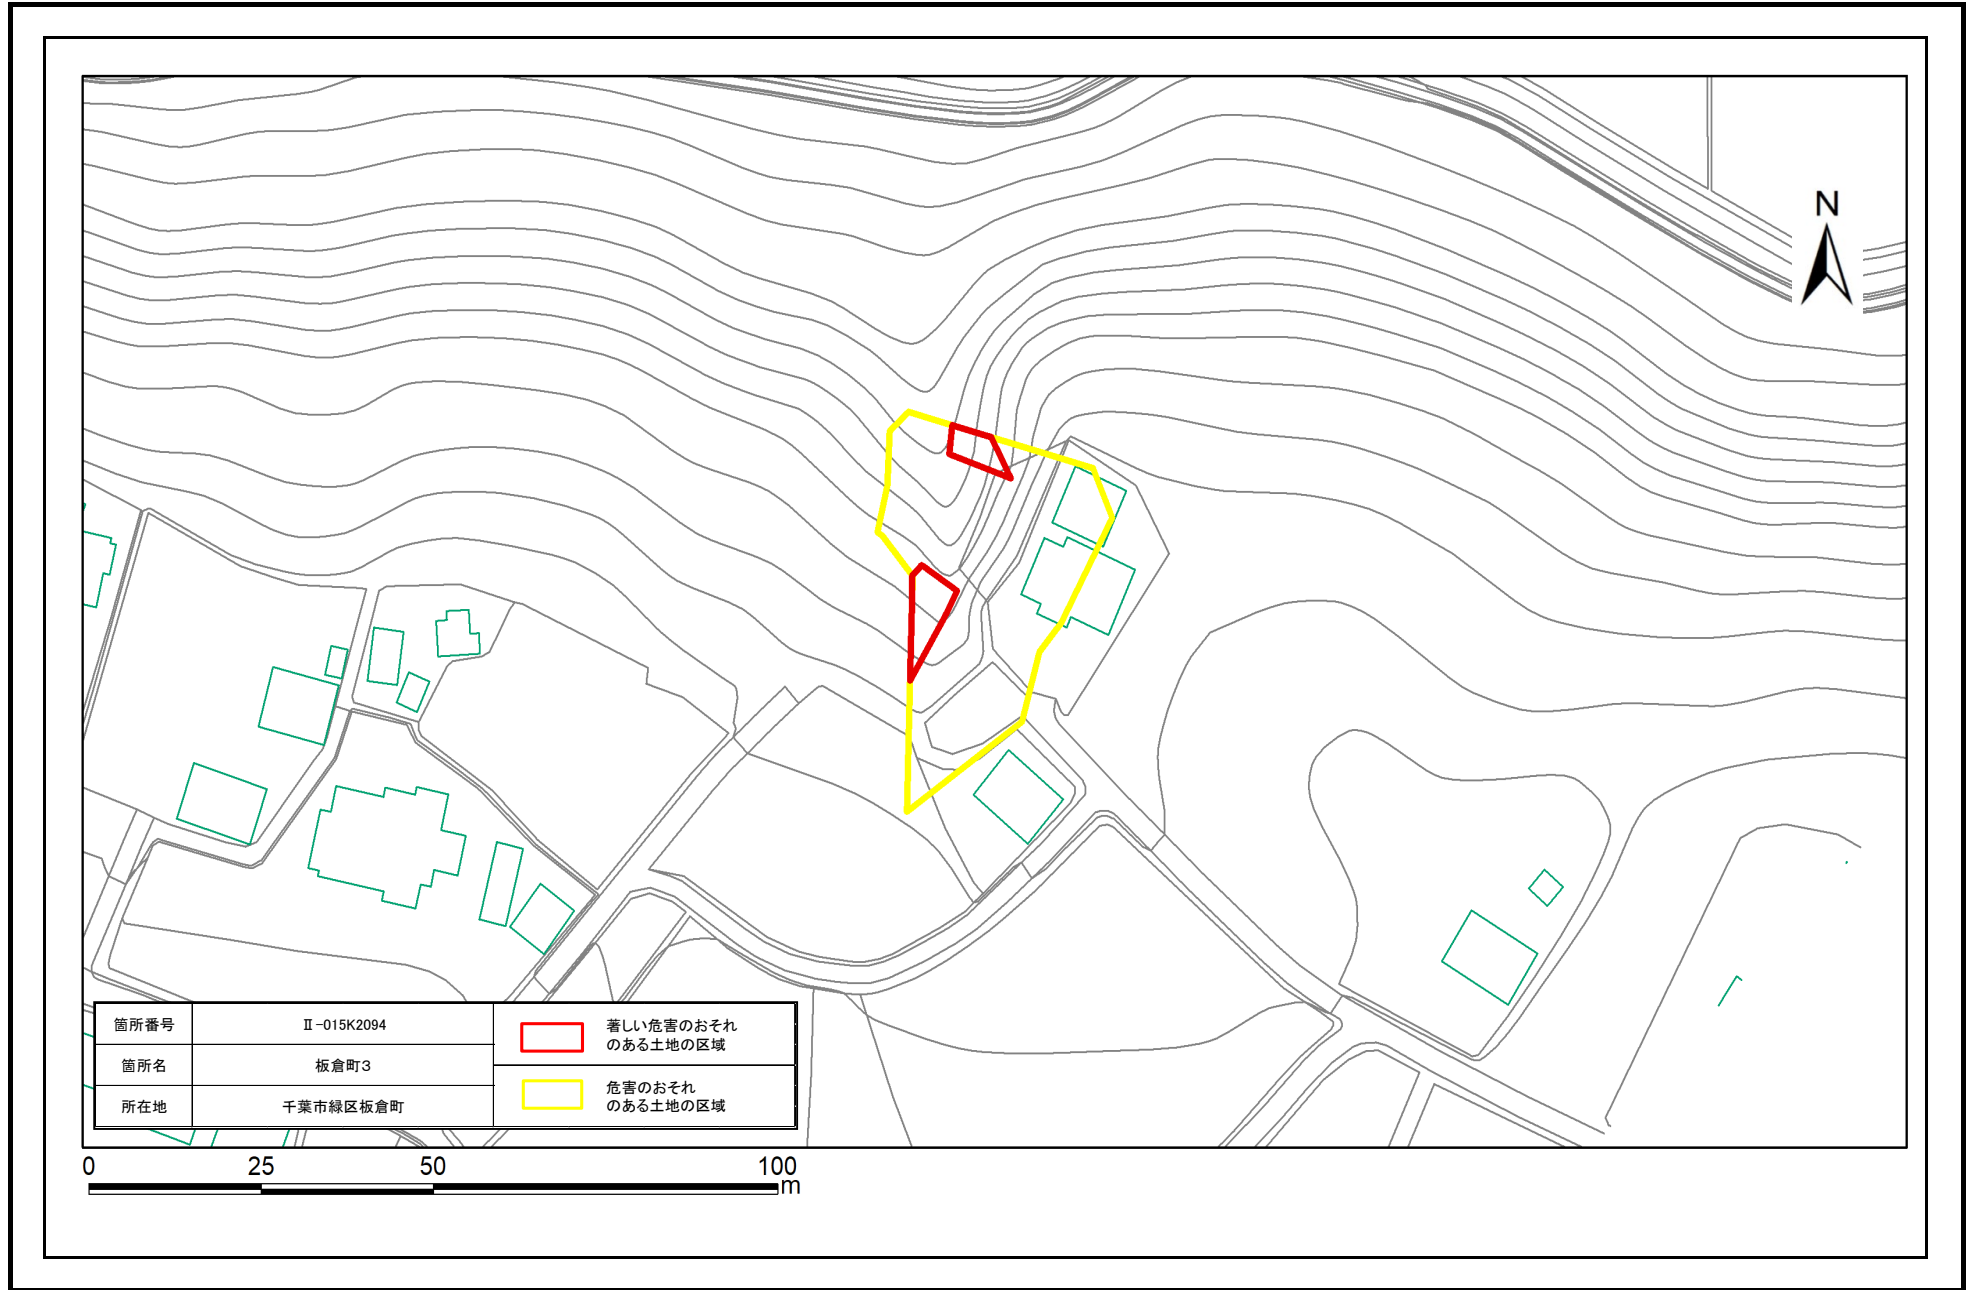 N
箇所番号
Ⅱ-015K2094
箇所名
板倉町3
所在地
千葉市緑区板倉町
著しい危害のおそれ
のある土地の区域
危害のおそれ
のある土地の区域
0 25 50 100
m